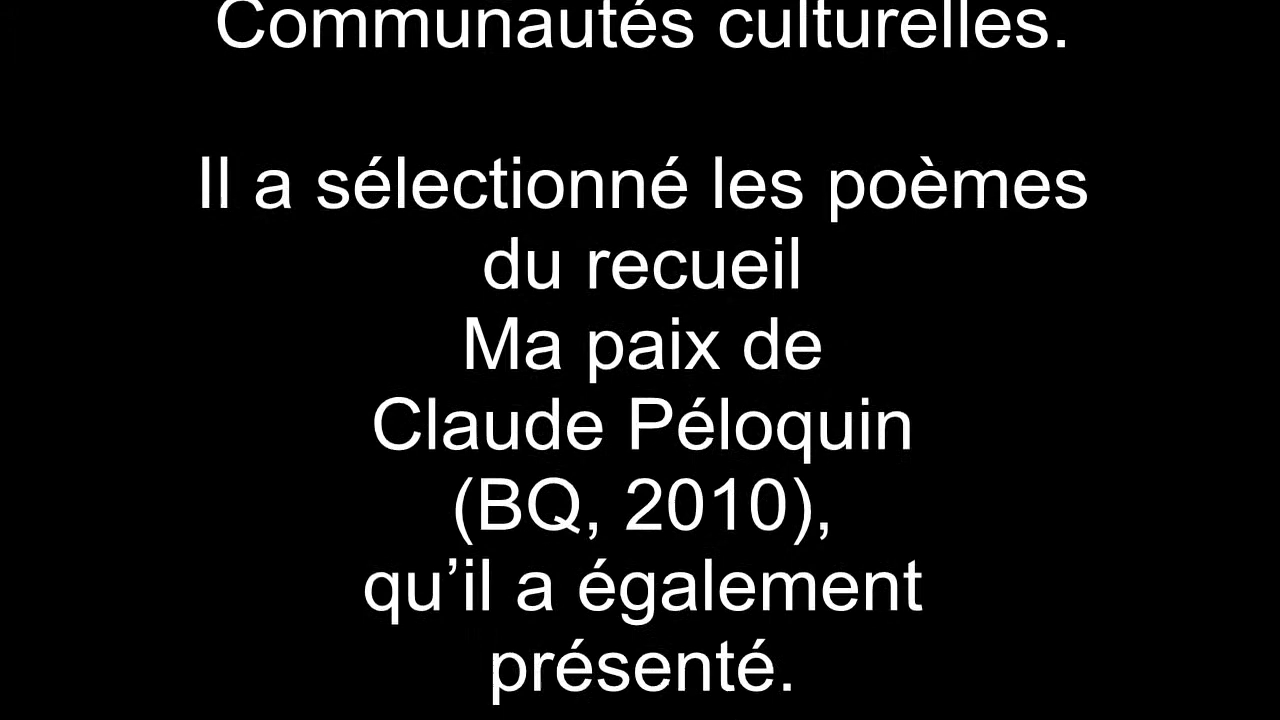 Communautés culturelles.
Il a sélectionné les poèmes
du recueil
Ma paix de
Claude Péloquin
(BQ, 2010),
qu’il a également
présenté.